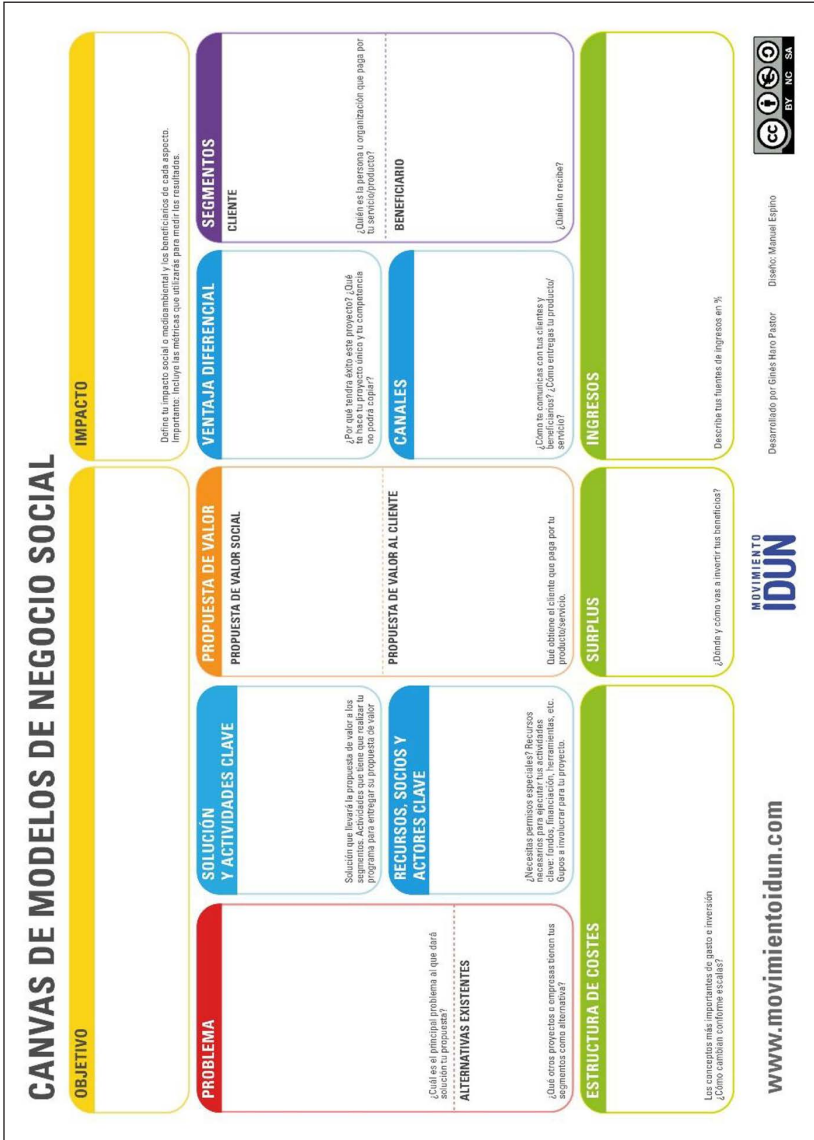 CANVAS DE MODELOS DE NEGOCIO SOCIAL
OBJETIVO
IMPACTO
Define tu impacto social o medioambiental y los beneficiarios de cada aspecto.
Importante: Incluye las métricas que utilizarás para medir los resultados.
PROBLEMA
¿Cuál es el principal problema al que dará
solución tu propuesta?
ALTERNATIVAS EXISTENTES
¿Qué otros proyectos o empresas tienen tus
segmentos como alternativa?
SOLUCIÓN
Y ACTIVIDADES CLAVE
Solución que llevará la propuesta de valor a los
segmentos. Actividades que tiene que realizar tu
programa para entregar su propuesta de valor
RECURSOS, SOCIOS Y
ACTORES CLAVE
¿Necesitas permisos especiales? Recursos
necesarios para ejecutar tus actividades
clave: fondos, financiación, herramientas, etc.
Gupos a involucrar para tu proyecto.
PROPUESTA DE VALOR
PROPUESTA DE VALOR SOCIAL
PROPUESTA DE VALOR AL CLIENTE
Qué obtiene el cliente que paga por tu
producto/servicio.
VENTAJA DIFERENCIAL
¿Por qué tendra éxito este proyecto? ¿Qué
te hace tu proyecto único y tu competencia
no podrá copiar?
CANALES
¿Cómo te comunicas con tus clientes y
beneficiarios? ¿Cómo entregas tu producto/
servicio?
SEGMENTOS
CLIENTE
¿Quién es la persona u organización que paga por
tu servicio/producto?
BENEFICIARIO
¿Quién lo recibe?
ESTRUCTURA DE COSTES
Los conceptos más importantes de gasto e inversión
¿Cómo cambian conforme escalas?
SURPLUS
¿Dónde y cómo vas a invertir tus beneficios?
INGRESOS
Describe tus fuentes de ingresos en %
www.movimientoidun.com
MOVIMIENTO
IDUN
Desarrollado por Ginés Haro Pastor
Diseño: Manuel Espino
cc
BY NC SA